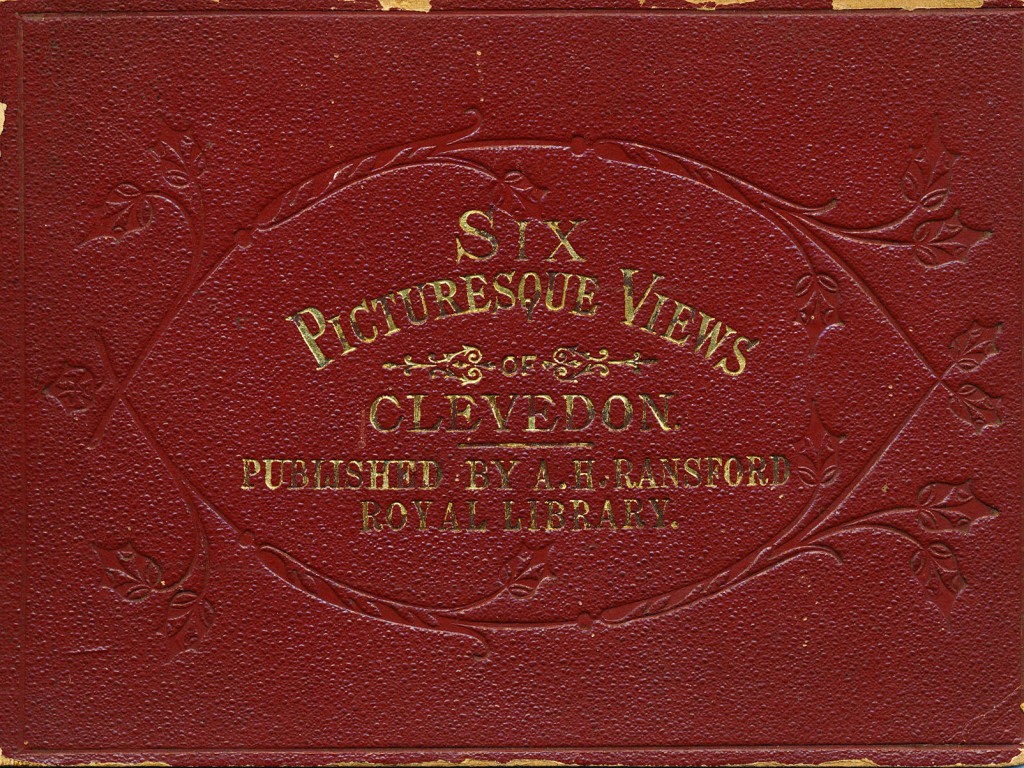 SIX
PICTURESQUE VIEWS
OF
CLEVEDON.
PUBLISHED BY A.H. RANSFORD
ROYAL LIBRARY.